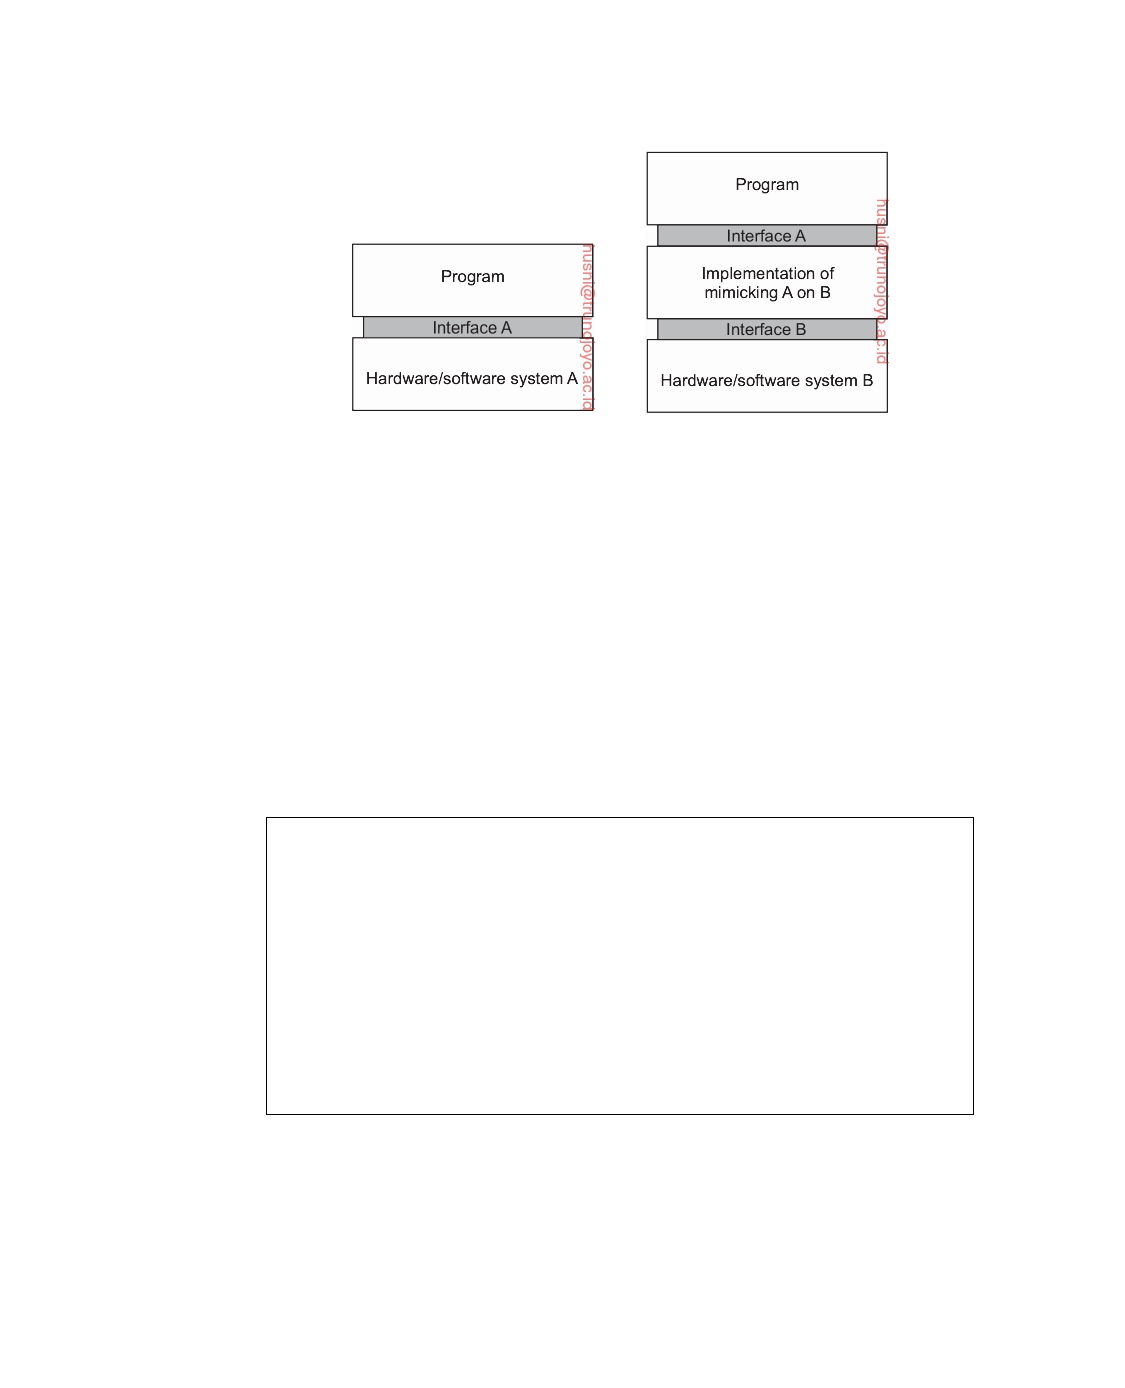 Program
Interface A
Hardware/software system A
husni@trunojoyo.ac.id
Program
Interface A
Implementation of
mimicking A on B
Interface B
Hardware/software system B
husni@trunojoyo.ac.id